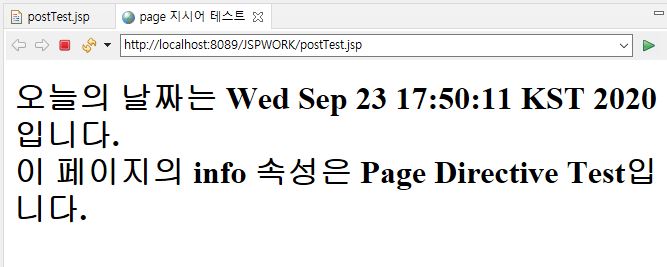 postTest.jsp
page 지시어 테스트
http://localhost:8089/JSPWORK/postTest.jsp
오늘의 날짜는 Wed Sep 23 17:50:11 KST 2020
입니다.
이 페이지의 info 속성은 Page Directive Test입
니다.